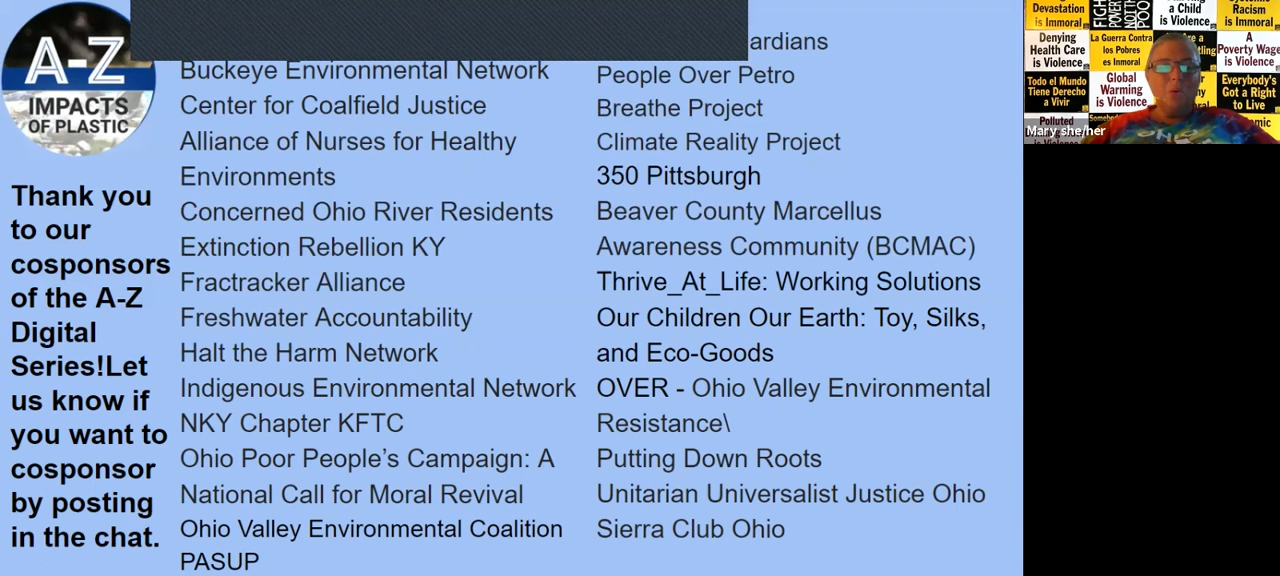 A-Z
IMPACTS
OF PLASTIC
Thank you
to our
cosponsors
of the A-Z
Digital
Series!Let
us know if
you want to
cosponsor
by posting
in the chat.
Buckeye Environmental Network
Center for Coalfield Justice
Alliance of Nurses for Healthy
Environments
Concerned Ohio River Residents
Extinction Rebellion KY
Fractracker Alliance
Freshwater Accountability
Halt the Harm Network
Indigenous Environmental Network
NKY Chapter KFTC
Ohio Poor People’s Campaign: A
National Call for Moral Revival
Ohio Valley Environmental Coalition
PASUP
ardians
People Over Petro
Breathe Project
Climate Reality Project
350 Pittsburgh
Beaver County Marcellus
Awareness Community (BCMAC)
Thrive_At_Life: Working Solutions
Our Children Our Earth: Toy, Silks,
and Eco-Goods
OVER - Ohio Valley Environmental
Resistance\
Putting Down Roots
Unitarian Universalist Justice Ohio
Sierra Club Ohio
Devastation
is Immoral
FIGHT
POVERTY
NOT THE
POOR
a Child
is Violence
Systemic
Racism
is Immoral
Denying
Health Care
is Violence
La Guerra Contra
los Pobres
es Inmoral
A
Poverty Wage
is Violence
Todo el Mundo
Tiene Derecho
a Vivir
Global
Warming
is Violence
Everybody's
Got a Right
to Live
Polluted
Mary she/her